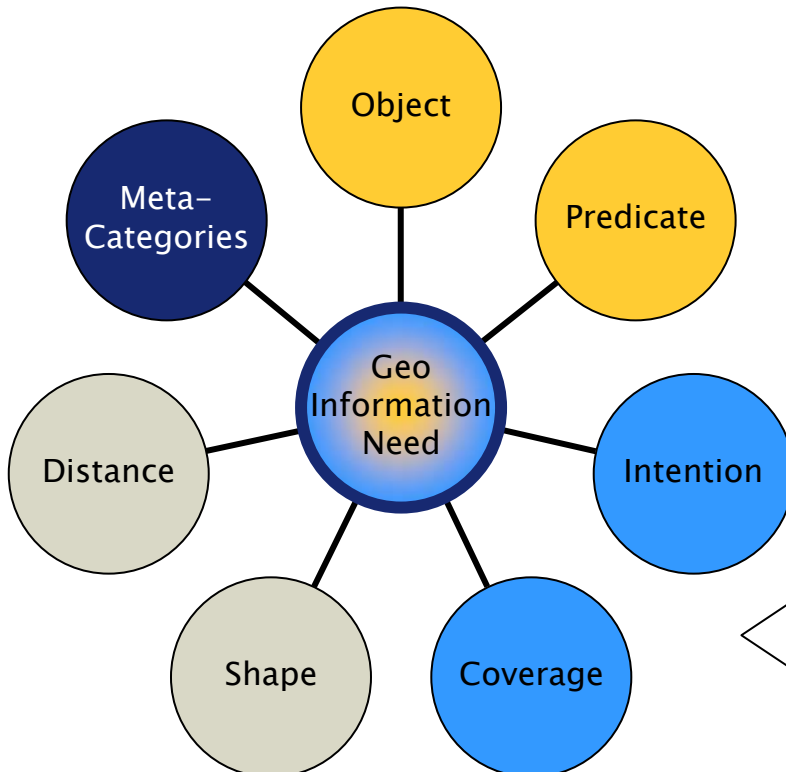 Object
Meta-
Categories
Predicate
Geo
Information
Need
Distance
Intention
Shape
Coverage